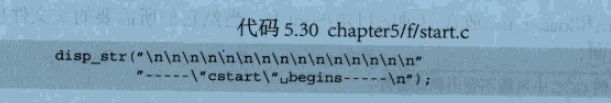 代码 5.30 chapter5/f/start.c
disp_str("\n\n\n\n\n\n\n\n\n\n\n\n\n\n\n"
"-----\"cstart\"␣begins-----\n");